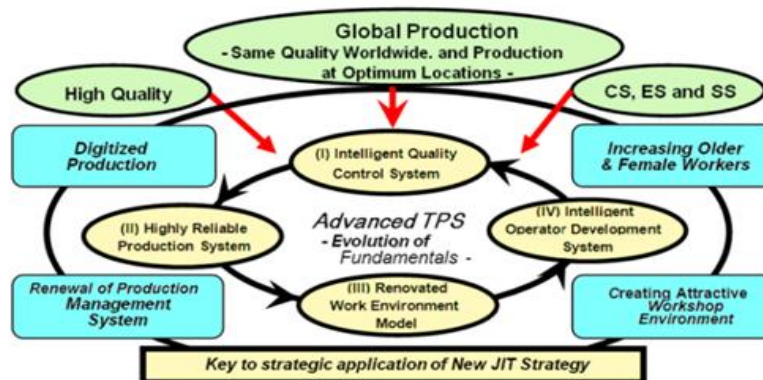 Global Production
- Same Quality Worldwide. and Production
at Optimum Locations -
High Quality
CS, ES and SS
Digitized
Production
(I) Intelligent Quality
Control System
Increasing Older
& Female Workers
(II) Highly Reliable
Production System
Advanced TPS
- Evolution of
Fundamentals -
(IV) Intelligent
Operator Development
System
Renewal of Production
Management
System
(III) Renovated
Work Environment
Model
Creating Attractive
Workshop
Environment
Key to strategic application of New JIT Strategy